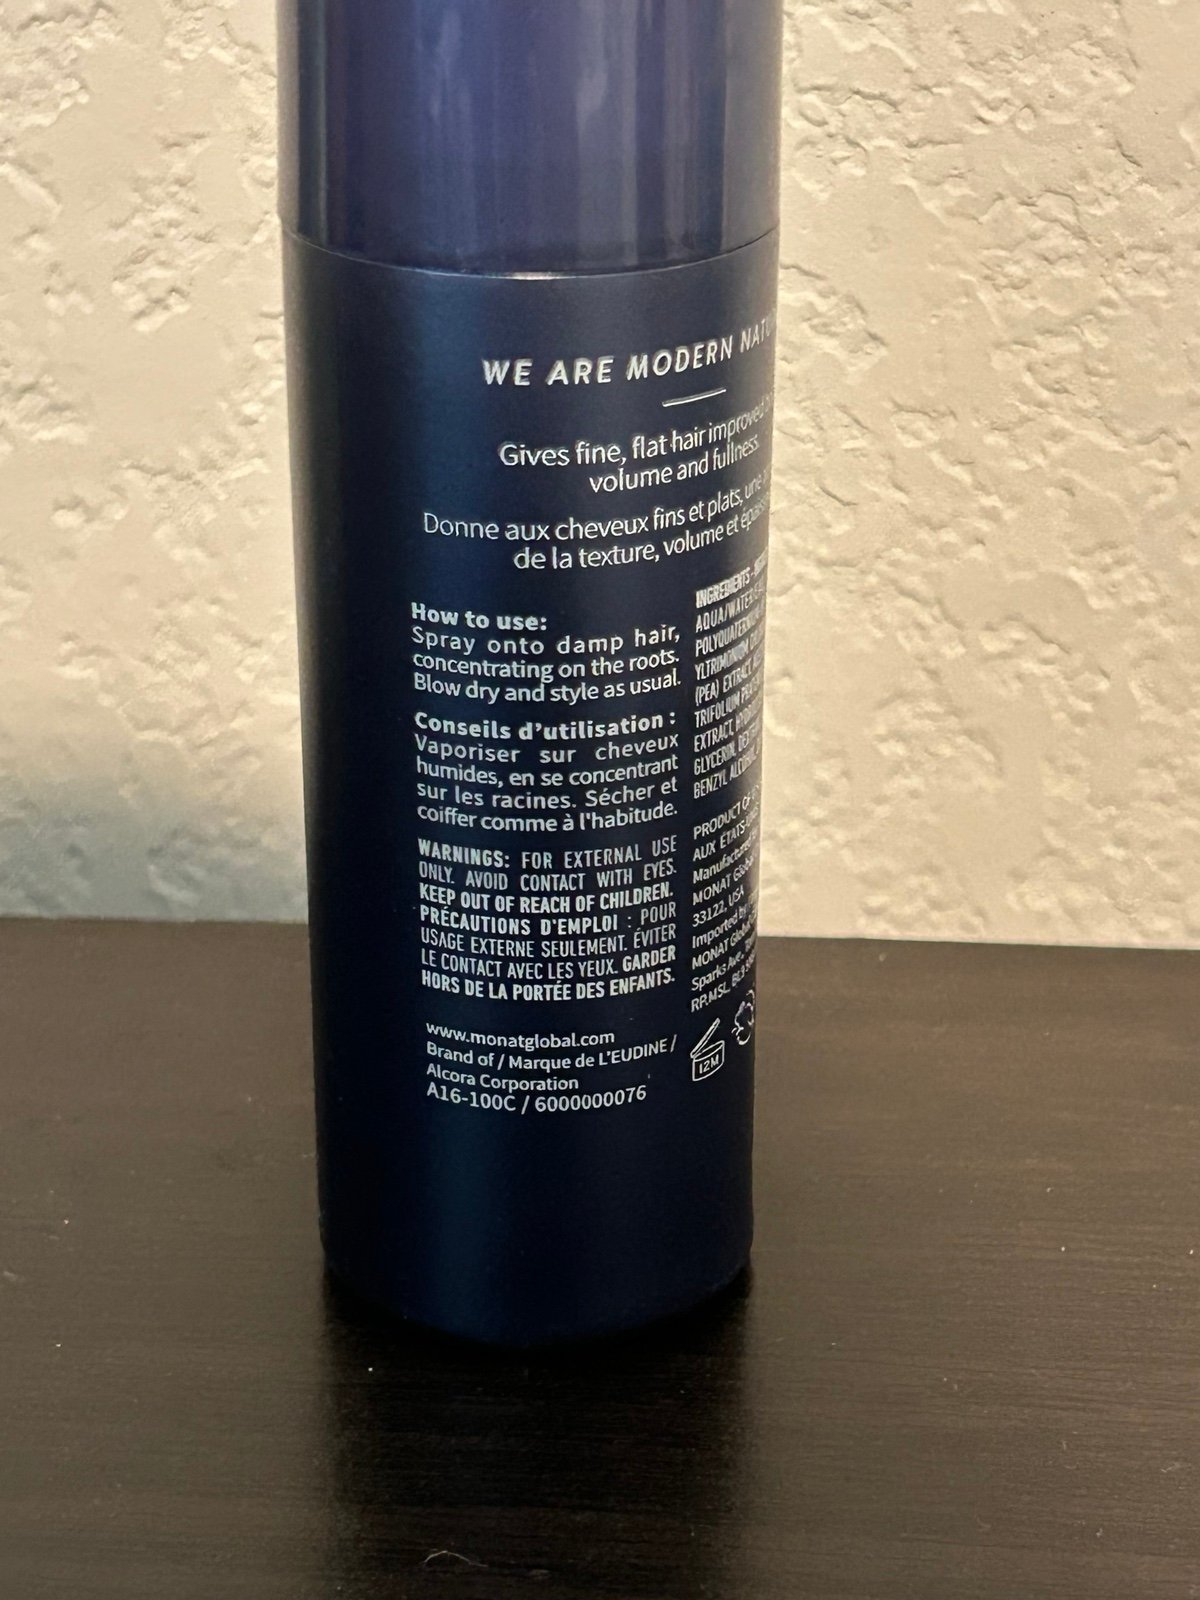 WE ARE MODERN
Gives fine, flat hair improved
volume and fullness.
Donne aux cheveux fins et plats, une
de la texture, volume et
How to use:
Spray onto damp hair,
concentrating on the roots.
Blow dry and style as usual.
Conseils d'utilisation :
Vaporiser sur cheveux
humides, en se concentrant
sur les racines. Sécher et
coiffer comme à l'habitude.
WARNINGS: FOR EXTERNAL USE
ONLY. AVOID CONTACT WITH EYES.
KEEP OUT OF REACH OF CHILDREN.
PRÉCAUTIONS D'EMPLOI : POUR
USAGE EXTERNE SEULEMENT. ÉVITER
LE CONTACT AVEC LES YEUX. GARDER
HORS DE LA PORTÉE DES ENFANTS.
www.monatglobal.com
Brand of / Marque de L'EUDINE /
Alcora Corporation
A16-100C / 6000000076
INGREDIENTS -
AQUA/WATER
(PEA) EXTRACT,
TRIFOLIUM
EXTRACT,
GLYCERIN,
BENZYL
PRODUCT OF
AUX ÉTATS-
Manufactured
MONAT Global
33122, USA
Imported by
MONAT Global
Sparks Ave.
12M